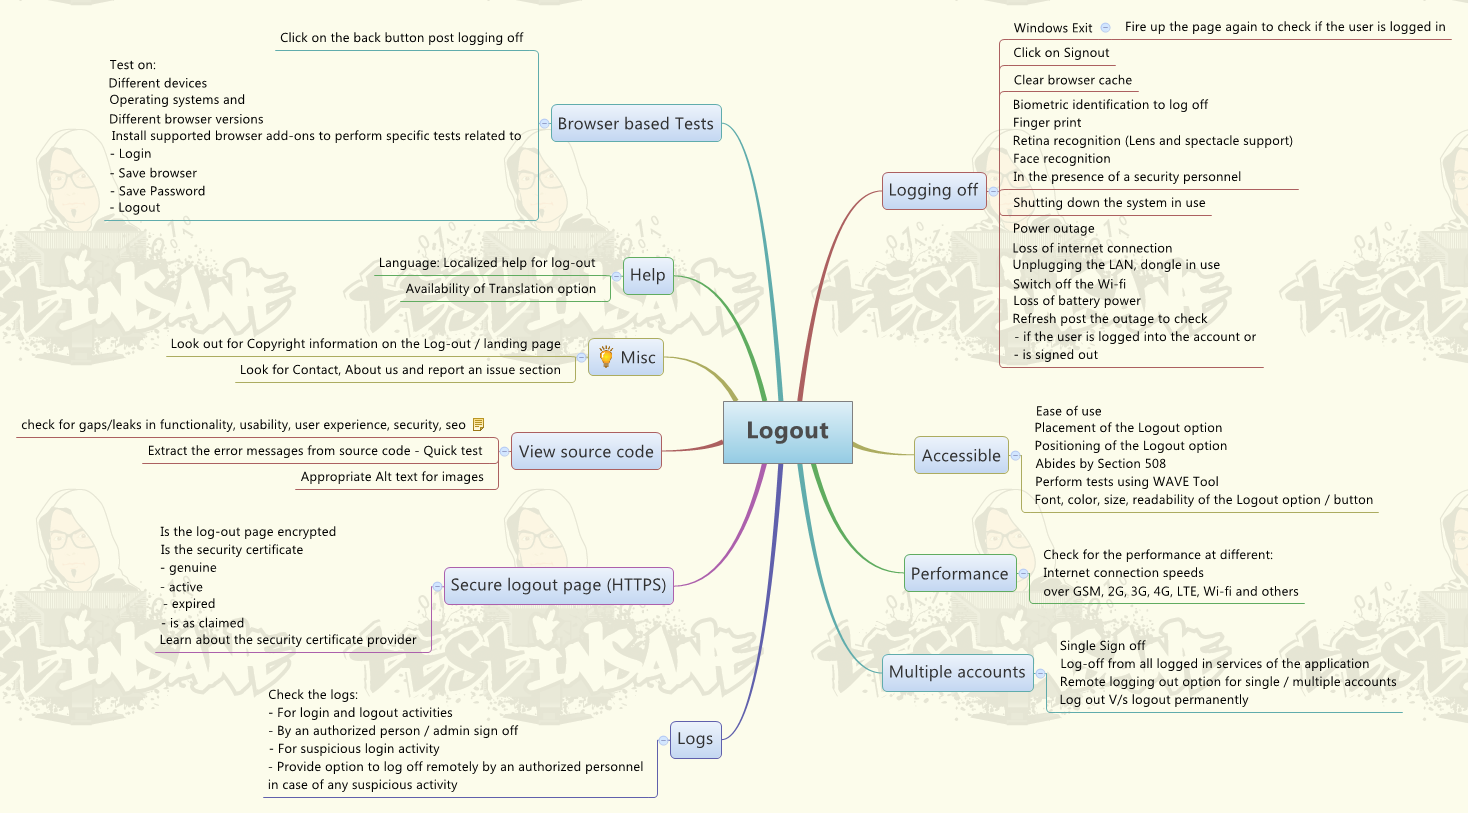 Logout
Logging off
Windows Exit
Fire up the page again to check if the user is logged in
Click on Signout
Clear browser cache
Biometric identification to log off
Finger print
Retina recognition (Lens and spectacle support)
Face recognition
In the presence of a security personnel
Shutting down the system in use
Power outage
Loss of internet connection
Unplugging the LAN, dongle in use
Switch off the Wi-fi
Loss of battery power
Refresh post the outage to check
- if the user is logged into the account or
- is signed out
Accessible
Ease of use
Placement of the Logout option
Positioning of the Logout option
Abides by Section 508
Perform tests using WAVE Tool
Font, color, size, readability of the Logout option / button
Performance
Check for the performance at different:
Internet connection speeds
over GSM, 2G, 3G, 4G, LTE, Wi-fi and others
Multiple accounts
Single Sign off
Log-off from all logged in services of the application
Remote logging out option for single / multiple accounts
Log out V/s logout permanently
Browser based Tests
Click on the back button post logging off
Test on:
Different devices
Operating systems and
Different browser versions
Install supported browser add-ons to perform specific tests related to
- Login
- Save browser
- Save Password
- Logout
Help
Language: Localized help for log-out
Availability of Translation option
Misc
Look out for Copyright information on the Log-out / landing page
Look for Contact, About us and report an issue section
View source code
check for gaps/leaks in functionality, usability, user experience, security, seo
Extract the error messages from source code - Quick test
Appropriate Alt text for images
Secure logout page (HTTPS)
Is the log-out page encrypted
Is the security certificate
- genuine
- active
- expired
- is as claimed
Learn about the security certificate provider
Logs
Check the logs:
- For login and logout activities
- By an authorized person / admin sign off
- For suspicious login activity
- Provide option to log off remotely by an authorized personnel
in case of any suspicious activity
TESTINSANE